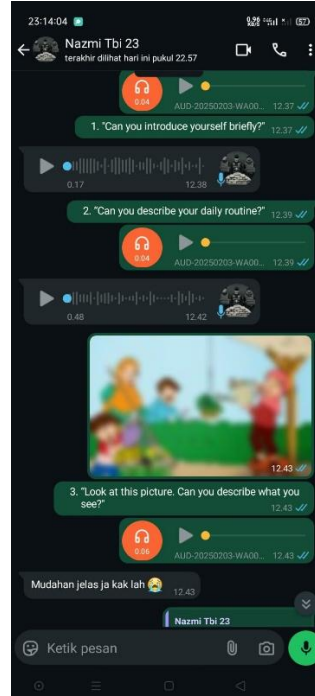 23:14:04
57
Nazmi Tbi 23
terakhir dilihat hari ini pukul 22.57
0:04
AUD-20250203-WA00... 12.37
1. "Can you introduce yourself briefly?" 12.37
0.17 12.38
2. "Can you describe your daily routine?" 12.39
0:04
AUD-20250203-WA00... 12.39
0.48 12.42
12.43
3. "Look at this picture. Can you describe what you
see?"
12.43
0:06
AUD-20250203-WA00... 12.43
Mudahan jelas ja kak lah 12.43
Nazmi Tbi 23
Ketik pesan